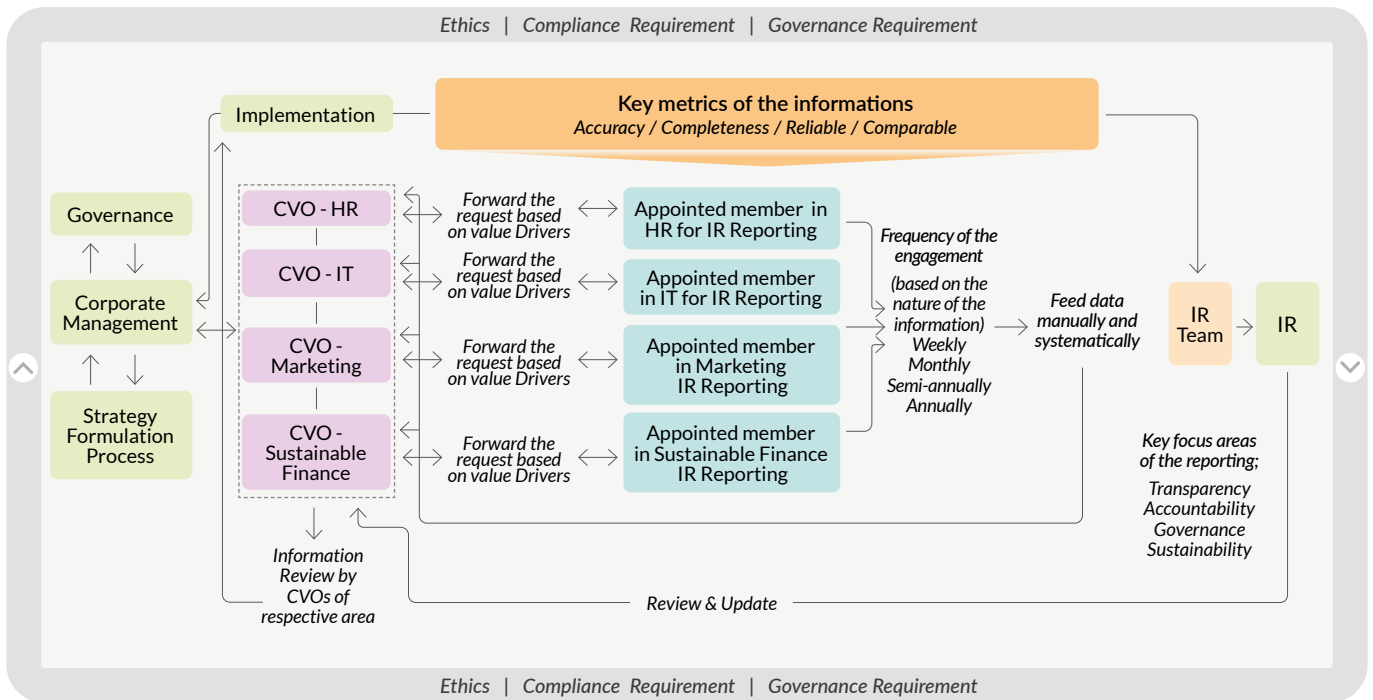 Ethics | Compliance Requirement | Governance Requirement
Key metrics of the informations
Accuracy / Completeness / Reliable / Comparable
Implementation
Governance
Corporate
Management
Strategy
Formulation
Process
CVO - HR
CVO - IT
CVO -
Marketing
CVO -
Sustainable
Finance
Forward the
request based
on value Drivers
Forward the
request based
on value Drivers
Forward the
request based
on value Drivers
Forward the
request based
on value Drivers
Appointed member in
HR for IR Reporting
Appointed member
in IT for IR Reporting
Appointed member
in Marketing
IR Reporting
Appointed member
in Sustainable Finance
IR Reporting
Frequency of the
engagement
(based on the
nature of the
information)
Weekly
Monthly
Semi-annually
Annually
Feed data
manually and
systematically
IR
Team
IR
Key focus areas
of the reporting;
Transparency
Accountability
Governance
Sustainability
Information
Review by
CVOs of
respective area
Review & Update
Ethics | Compliance Requirement | Governance Requirement